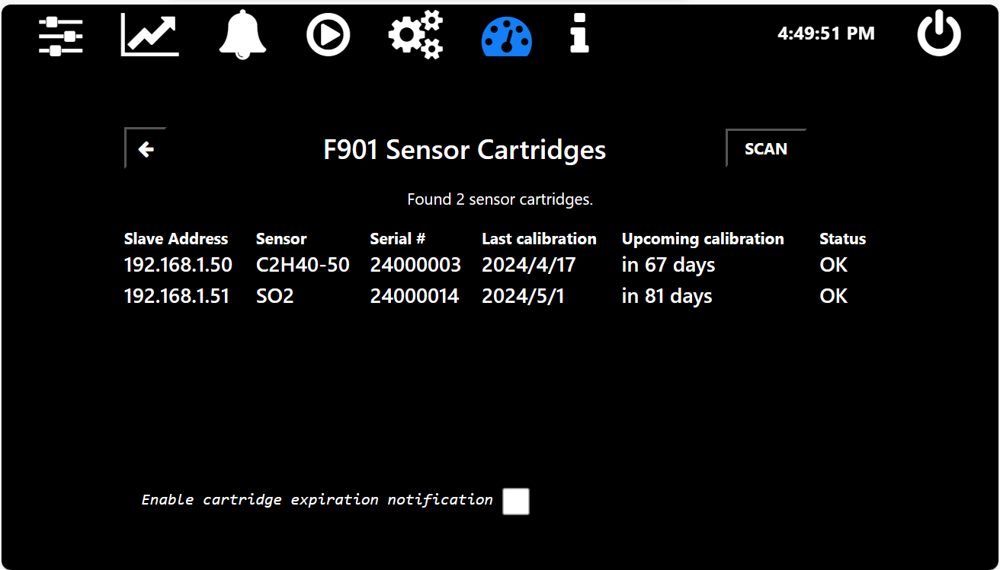 4:49:51 PM
F901 Sensor Cartridges SCAN
Found 2 sensor cartridges.
Slave Address Sensor Serial # Last calibration Upcoming calibration Status
192.168.1.50 C2H40-50 24000003 2024/4/17 in 67 days OK
192.168.1.51 SO2 24000014 2024/5/1 in 81 days OK
Enable cartridge expiration notification